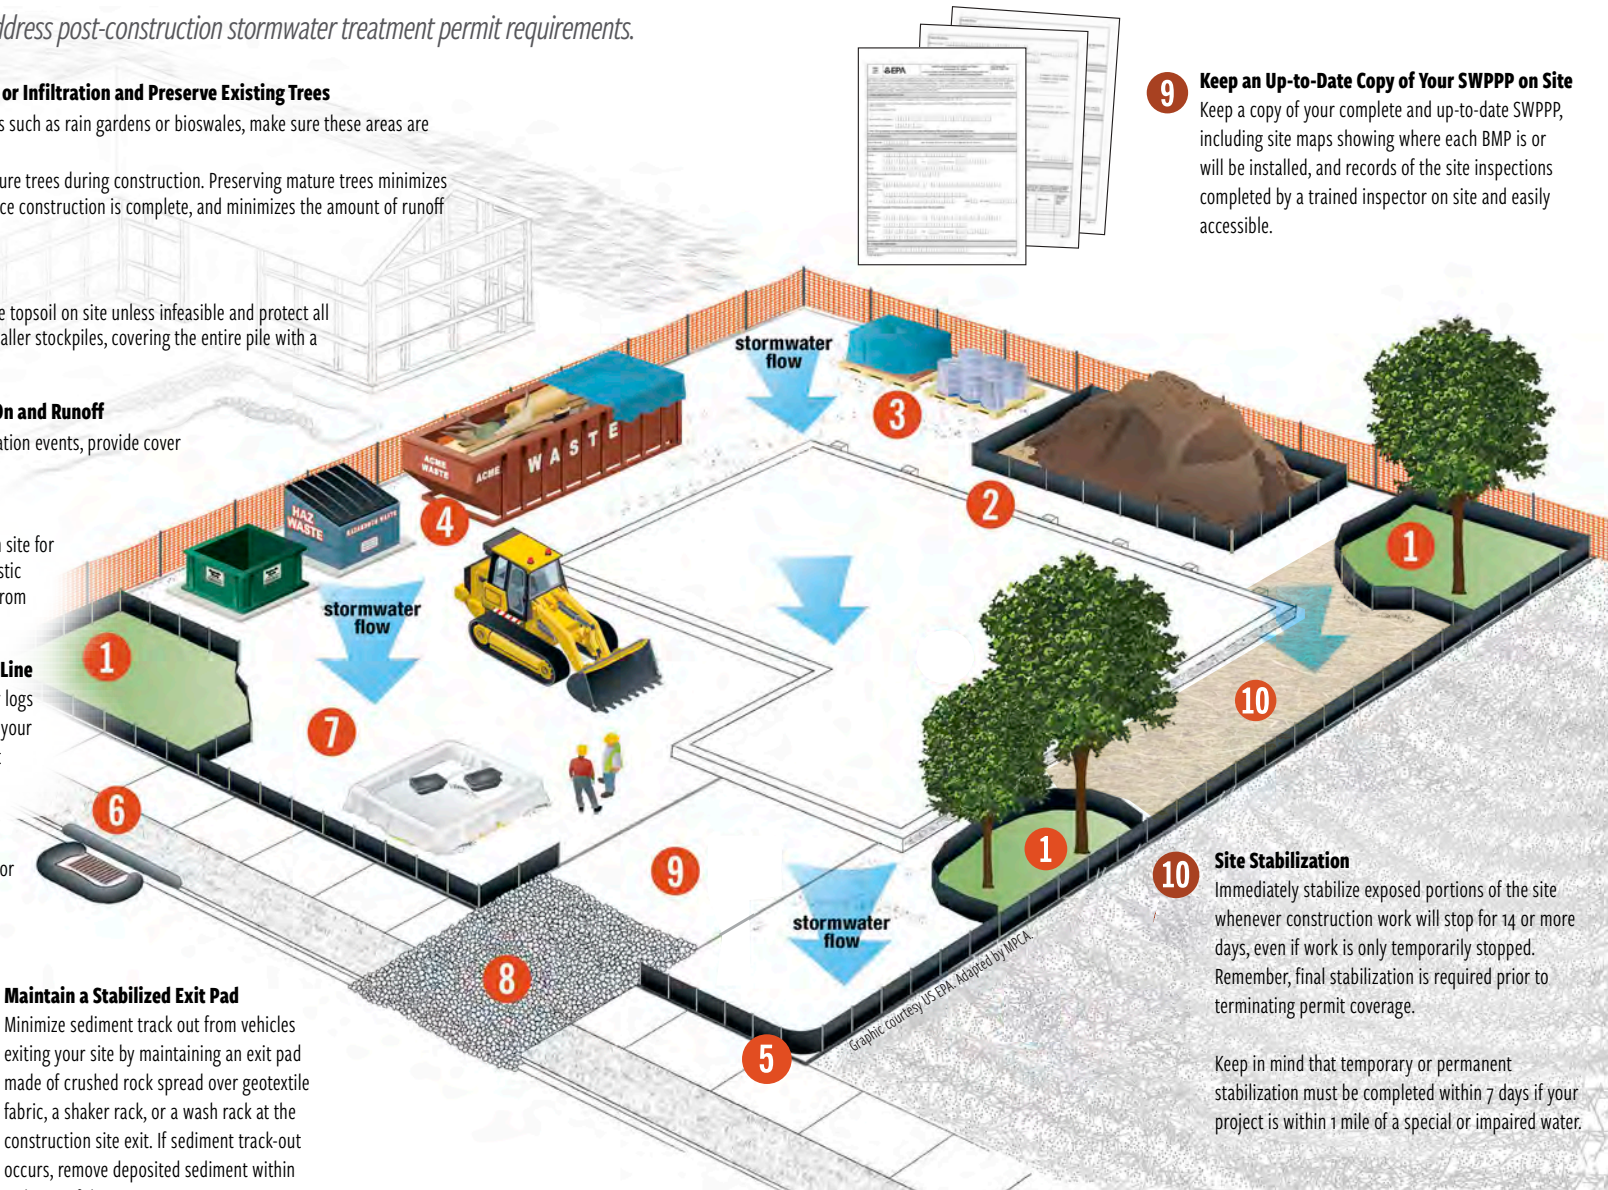 ddress post-construction stormwater treatment permit requirements.
or Infiltration and Preserve Existing Trees
s such as rain gardens or bioswales, make sure these areas are
ure trees during construction. Preserving mature trees minimizes
ce construction is complete, and minimizes the amount of runoff
e topsoil on site unless infeasible and protect all
aller stockpiles, covering the entire pile with a
On and Runoff
ation events, provide cover
site for
stic
rom
Line
logs
your
or
Maintain a Stabilized Exit Pad
Minimize sediment track out from vehicles
exiting your site by maintaining an exit pad
made of crushed rock spread over geotextile
fabric, a shaker rack, or a wash rack at the
construction site exit. If sediment track-out
occurs, remove deposited sediment within
EPA
9
Keep an Up-to-Date Copy of Your SWPPP on Site
Keep a copy of your complete and up-to-date SWPPP,
including site maps showing where each BMP is or
will be installed, and records of the site inspections
completed by a trained inspector on site and easily
accessible.
stormwater
flow
3
ACME
WASTE
ACME
WASTE
4
HAZ
WASTE
HAZARDOUS WASTE
2
1
stormwater
flow
1
7
10
6
9
1
stormwater
flow
8
5
Graphic courtesy US EPA. Adapted by MPCA.
10
Site Stabilization
Immediately stabilize exposed portions of the site
whenever construction work will stop for 14 or more
days, even if work is only temporarily stopped.
Remember, final stabilization is required prior to
terminating permit coverage.
Keep in mind that temporary or permanent
stabilization must be completed within 7 days if your
project is within 1 mile of a special or impaired water.